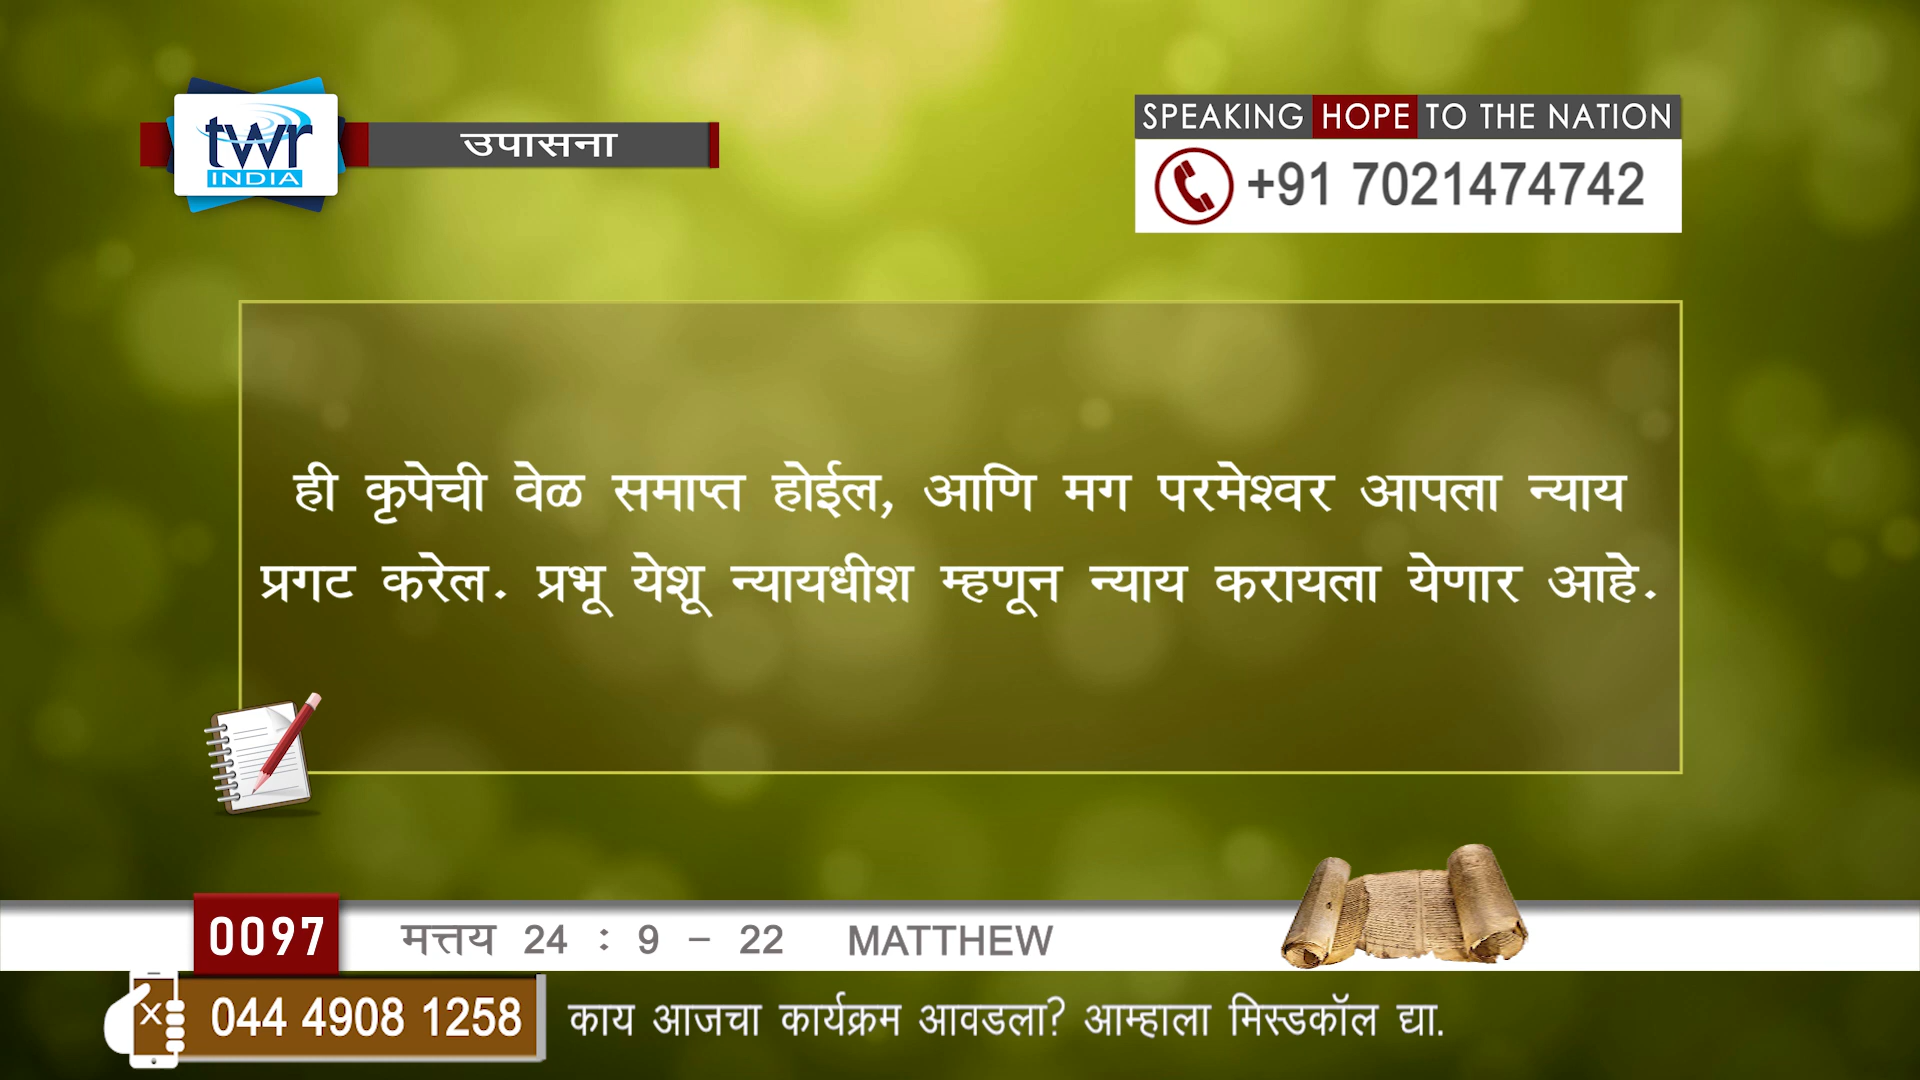 twr
INDIA
उपासना
SPEAKING HOPE TO THE NATION
+91 7021474742
ही कृपेची वेळ समाप्त होईल, आणि मग परमेश्वर आपला न्याय
प्रगट करेल. प्रभू येशू न्यायधीश म्हणून न्याय करायला येणार आहे.
0097
मत्तय 24 : 9 - 22 MATTHEW
044 4908 1258
काय आजचा कार्यक्रम आवडला? आम्हाला मिस्डकॉल द्या.